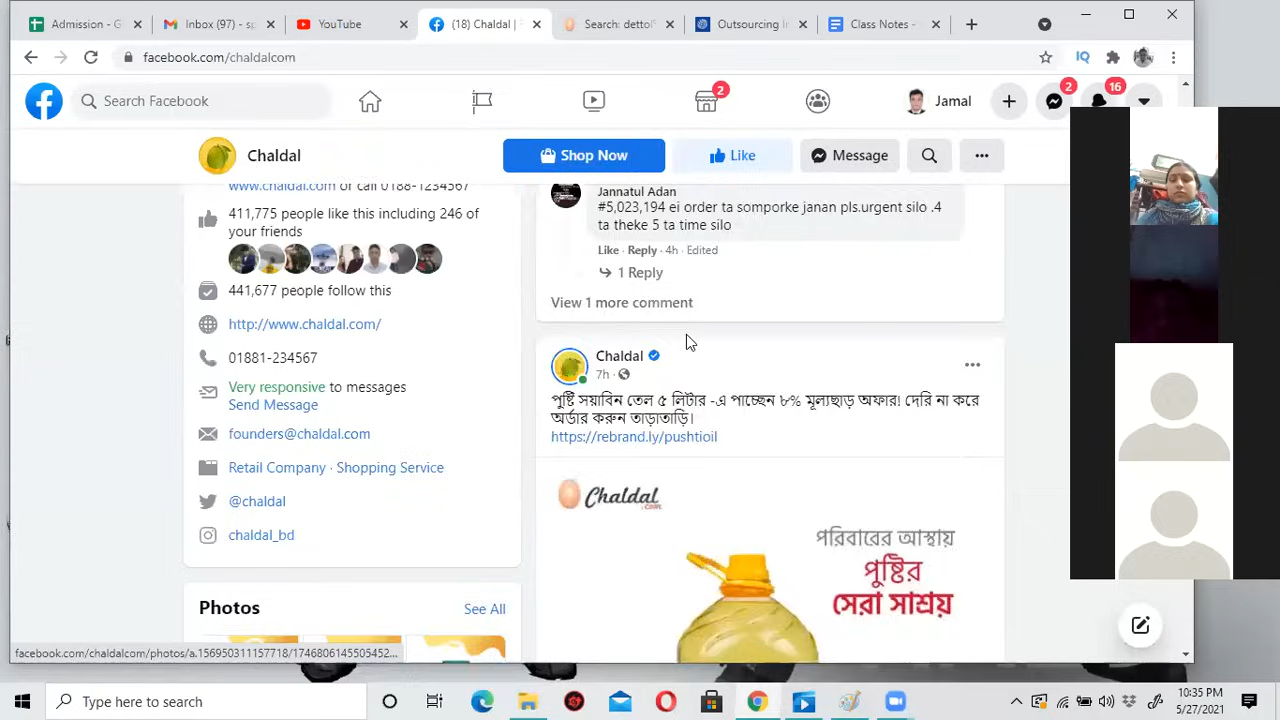 Admission - G
Inbox (97) - s
YouTube
(18) Chaldal |
Search: dettol
Outsourcing In
Class Notes -
facebook.com/chaldalcom
IQ
Search Facebook
2
Jamal
2
16
Chaldal
Shop Now
Like
Message
www.chaldal.com or call 0188-1234567
411,775 people like this including 246 of
your friends
441,677 people follow this
http://www.chaldal.com/
01881-234567
Very responsive to messages
Send Message
founders@chaldal.com
Retail Company · Shopping Service
@chaldal
chaldal_bd
Photos
See All
Jannatul Adan
#5,023,194 ei order ta somporke janan pls.urgent silo .4
ta theke 5 ta time silo
Like · Reply · 4h · Edited
1 Reply
View 1 more comment
Chaldal
7h
পুষ্টি সয়াবিন তেল ৫ লিটার -এ পাচ্ছেন ৮% মূল্যছাড় অফার! দেরি না করে
অর্ডার করুন তাড়াতাড়ি।
https://rebrand.ly/pushtioil
Chaldal
.com
পরিবারের আস্থায়
পুষ্টির
সেরা সাশ্রয়
facebook.com/chaldalcom/photos/a.156950311157718/1746806145505452...
Type here to search
10:35 PM
5/27/2021